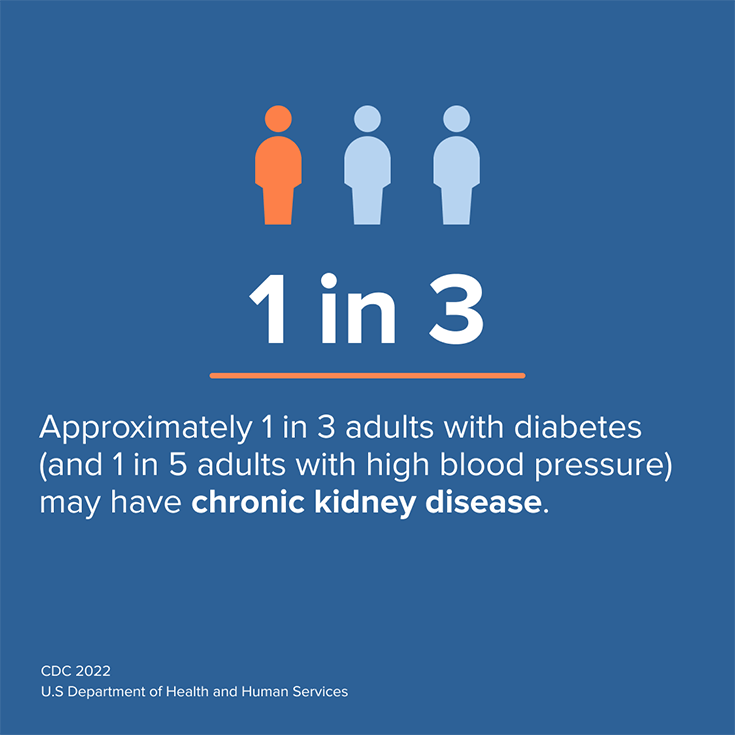 1 in 3
Approximately 1 in 3 adults with diabetes
(and 1 in 5 adults with high blood pressure)
may have chronic kidney disease.
CDC 2022
U.S Department of Health and Human Services